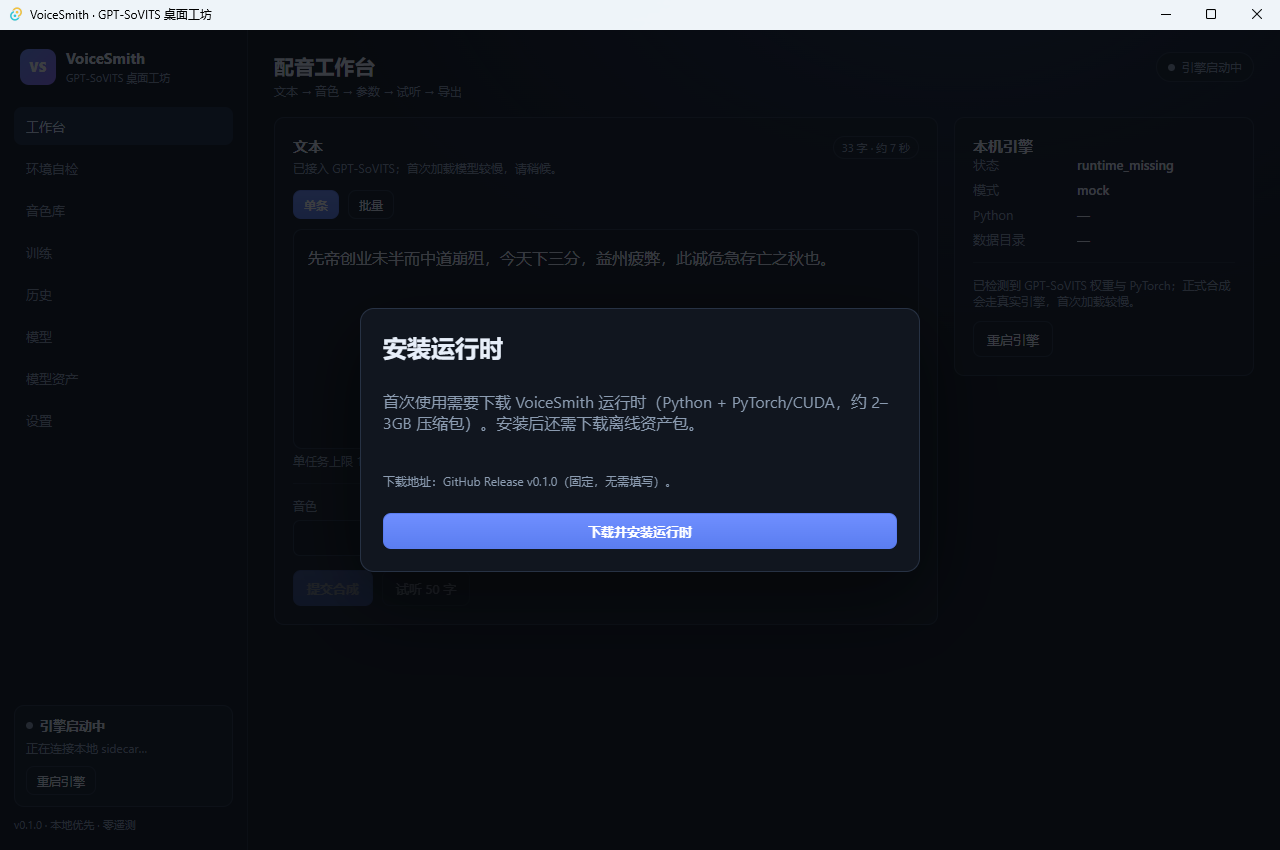 VoiceSmith · GPT-SoVITS 桌面工坊
VS
VoiceSmith
GPT-SoVITS 桌面工坊
工作台
环境自检
音色库
训练
历史
模型
模型资产
设置
引擎启动中
正在连接本地 sidecar...
重启引擎
v0.1.0 · 本地优先 · 零遥测
配音工作台
文本 → 音色 → 参数 → 试听 → 导出
引擎启动中
文本
已接入 GPT-SoVITS；首次加载模型较慢，请稍候。
33 字 · 约 7 秒
单条
批量
先帝创业未半而中道崩殂，今天下三分，益州疲弊，此诚危急存亡之秋也。
单任务上限
音色
提交合成
试听 50 字
本机引擎
状态 runtime_missing
模式 mock
Python —
数据目录 —
已检测到 GPT-SoVITS 权重与 PyTorch；正式合成
会走真实引擎，首次加载较慢。
重启引擎
安装运行时
首次使用需要下载 VoiceSmith 运行时（Python + PyTorch/CUDA，约 2–
3GB 压缩包）。安装后还需下载离线资产包。
下载地址：GitHub Release v0.1.0（固定，无需填写）。
下载并安装运行时